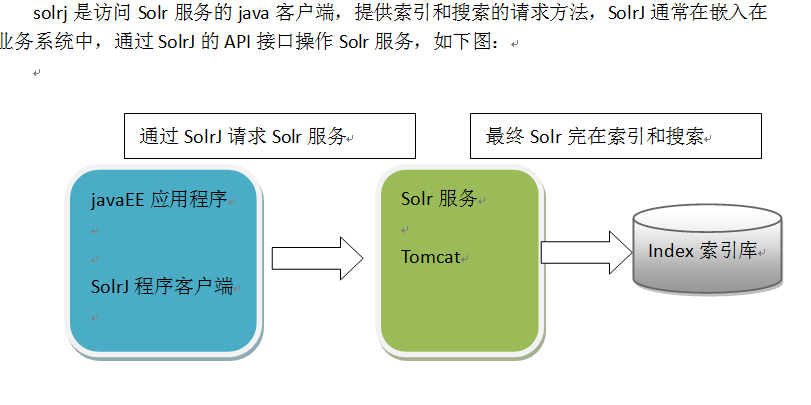 solrj 是访问 Solr 服务的 java 客户端，提供索引和搜索的请求方法，SolrJ 通常在嵌入在
业务系统中，通过 SolrJ 的 API 接口操作 Solr 服务，如下图：
通过 SolrJ 请求 Solr 服务
最终 Solr 完在索引和搜索
javaEE 应用程序
SolrJ 程序客户端
Solr 服务
Tomcat
Index 索引库